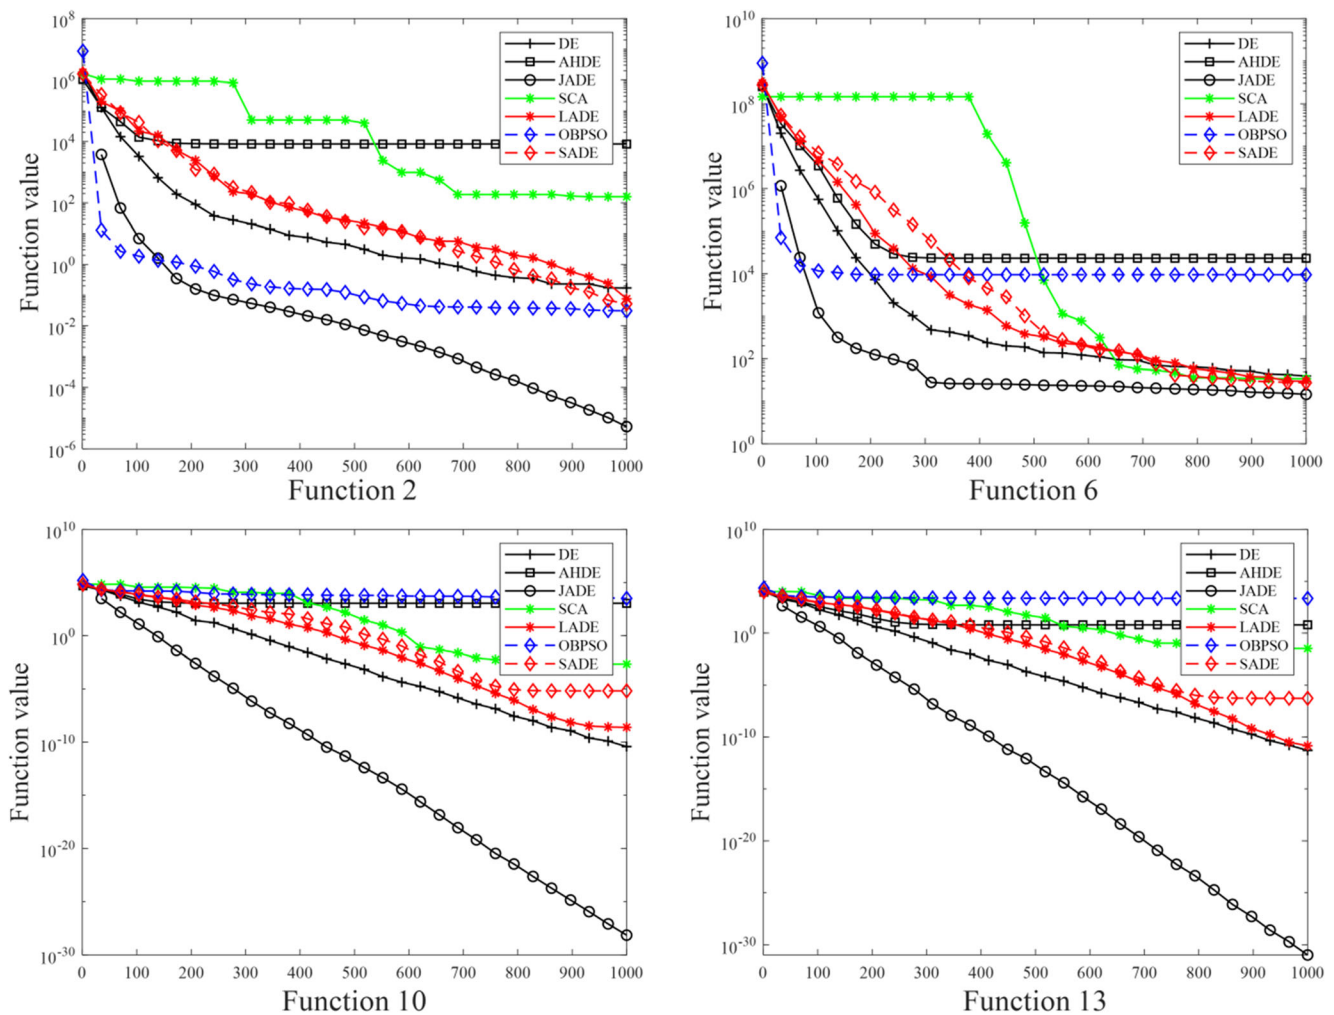 10^8
10^6
10^4
10^2
10^0
10^-2
10^-4
10^-6
Function value
DE
AHDE
JADE
SCA
LADE
OBPSO
SADE
0 100 200 300 400 500 600 700 800 900 1000
Function 2
10^10
10^8
10^6
10^4
10^2
10^0
Function value
DE
AHDE
JADE
SCA
LADE
OBPSO
SADE
0 100 200 300 400 500 600 700 800 900 1000
Function 6
10^10
10^0
10^-10
10^-20
10^-30
Function value
DE
AHDE
JADE
SCA
LADE
OBPSO
SADE
0 100 200 300 400 500 600 700 800 900 1000
Function 10
10^10
10^0
10^-10
10^-20
10^-30
Function value
DE
AHDE
JADE
SCA
LADE
OBPSO
SADE
0 100 200 300 400 500 600 700 800 900 1000
Function 13